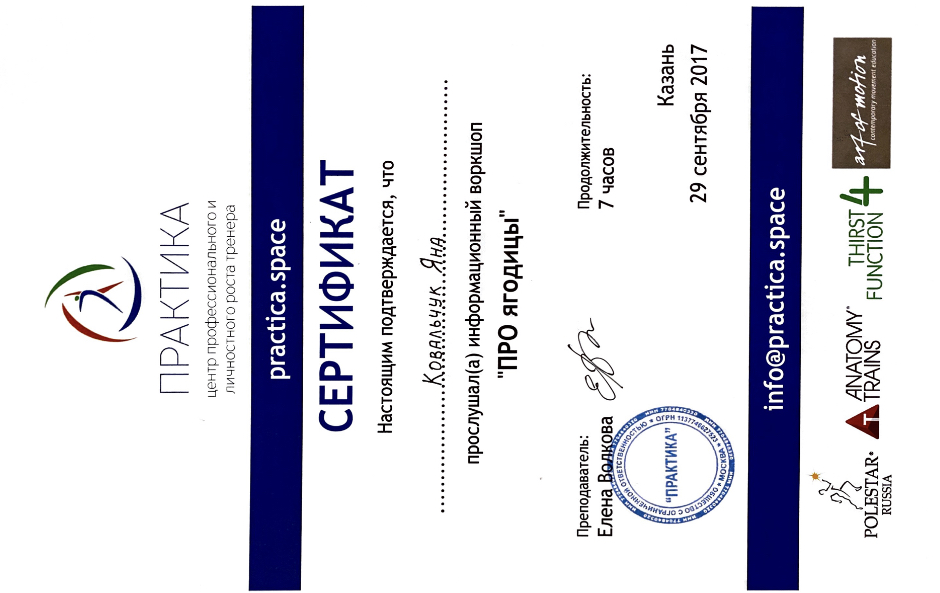 ПРАКТИКА
центр профессионального и
личностного роста тренера
practica.space
СЕРТИФИКАТ
Настоящим подтверждается, что
Ковальчук Яна
прослушал(а) информационный воркшоп
"ПРО ягодицы"
Преподаватель:
Елена Волкова
Продолжительность:
7 часов
ОБЩЕСТВО С ОГРАНИЧЕННОЙ ОТВЕТСТВЕННОСТЬЮ
"ПРАКТИКА"
МОСКВА
Казань
29 сентября 2017
info@practica.space
POLESTAR®
RUSSIA
ANATOMY®
TRAINS
THIRST 4
FUNCTION
art of motion
contemporary movement education